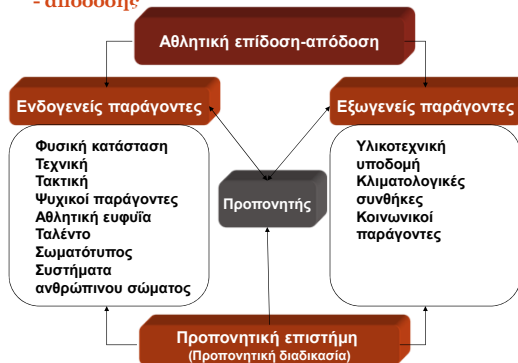 - απόδοσης
Αθλητική επίδοση-απόδοση
Ενδογενείς παράγοντες
Εξωγενείς παράγοντες
Φυσική κατάσταση
Τεχνική
Τακτική
Ψυχικοί παράγοντες
Αθλητική ευφυΐα
Ταλέντο
Σωματότυπος
Συστήματα
ανθρώπινου σώματος
Προπονητής
Υλικοτεχνική
υποδομή
Κλιματολογικές
συνθήκες
Κοινωνικοί
παράγοντες
Προπονητική επιστήμη
(Προπονητική διαδικασία)